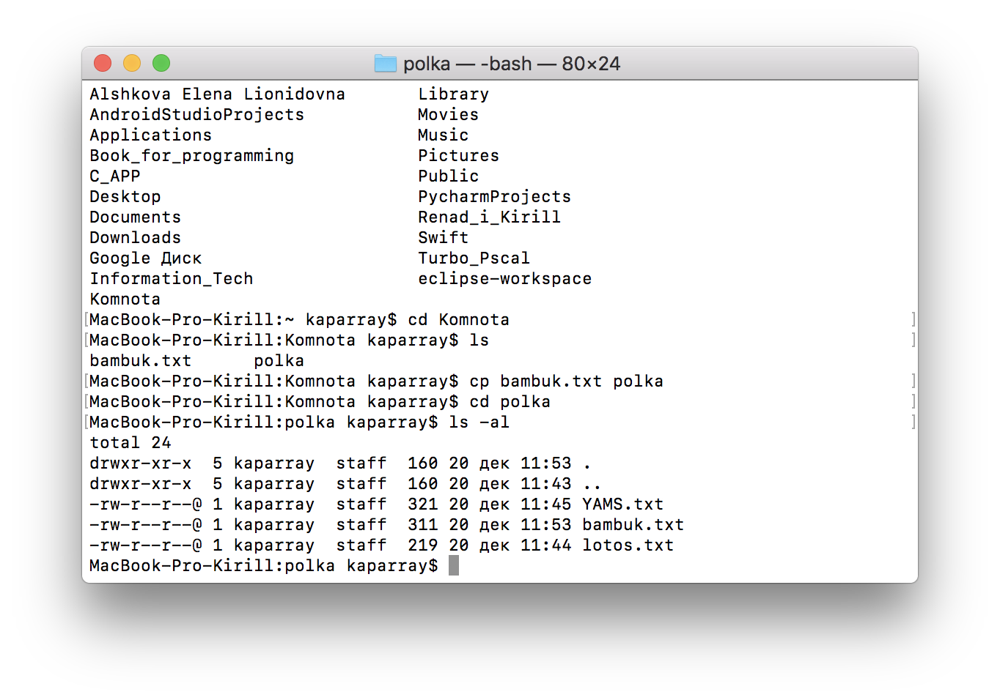 polka — -bash — 80×24
Alshkova Elena Lionidovna Library
AndroidStudioProjects Movies
Applications Music
Book_for_programming Pictures
C_APP Public
Desktop PycharmProjects
Documents Renad_i_Kirill
Downloads Swift
Google Диск Turbo_Pscal
Information_Tech eclipse-workspace
Komnota
[MacBook-Pro-Kirill:~ kaparray$ cd Komnota ]
[MacBook-Pro-Kirill:Komnota kaparray$ ls ]
bambuk.txt polka
[MacBook-Pro-Kirill:Komnota kaparray$ cp bambuk.txt polka ]
[MacBook-Pro-Kirill:Komnota kaparray$ cd polka ]
[MacBook-Pro-Kirill:polka kaparray$ ls -al ]
total 24
drwxr-xr-x 5 kaparray staff 160 20 дек 11:53 .
drwxr-xr-x 5 kaparray staff 160 20 дек 11:43 ..
-rw-r--r--@ 1 kaparray staff 321 20 дек 11:45 YAMS.txt
-rw-r--r--@ 1 kaparray staff 311 20 дек 11:53 bambuk.txt
-rw-r--r--@ 1 kaparray staff 219 20 дек 11:44 lotos.txt
MacBook-Pro-Kirill:polka kaparray$